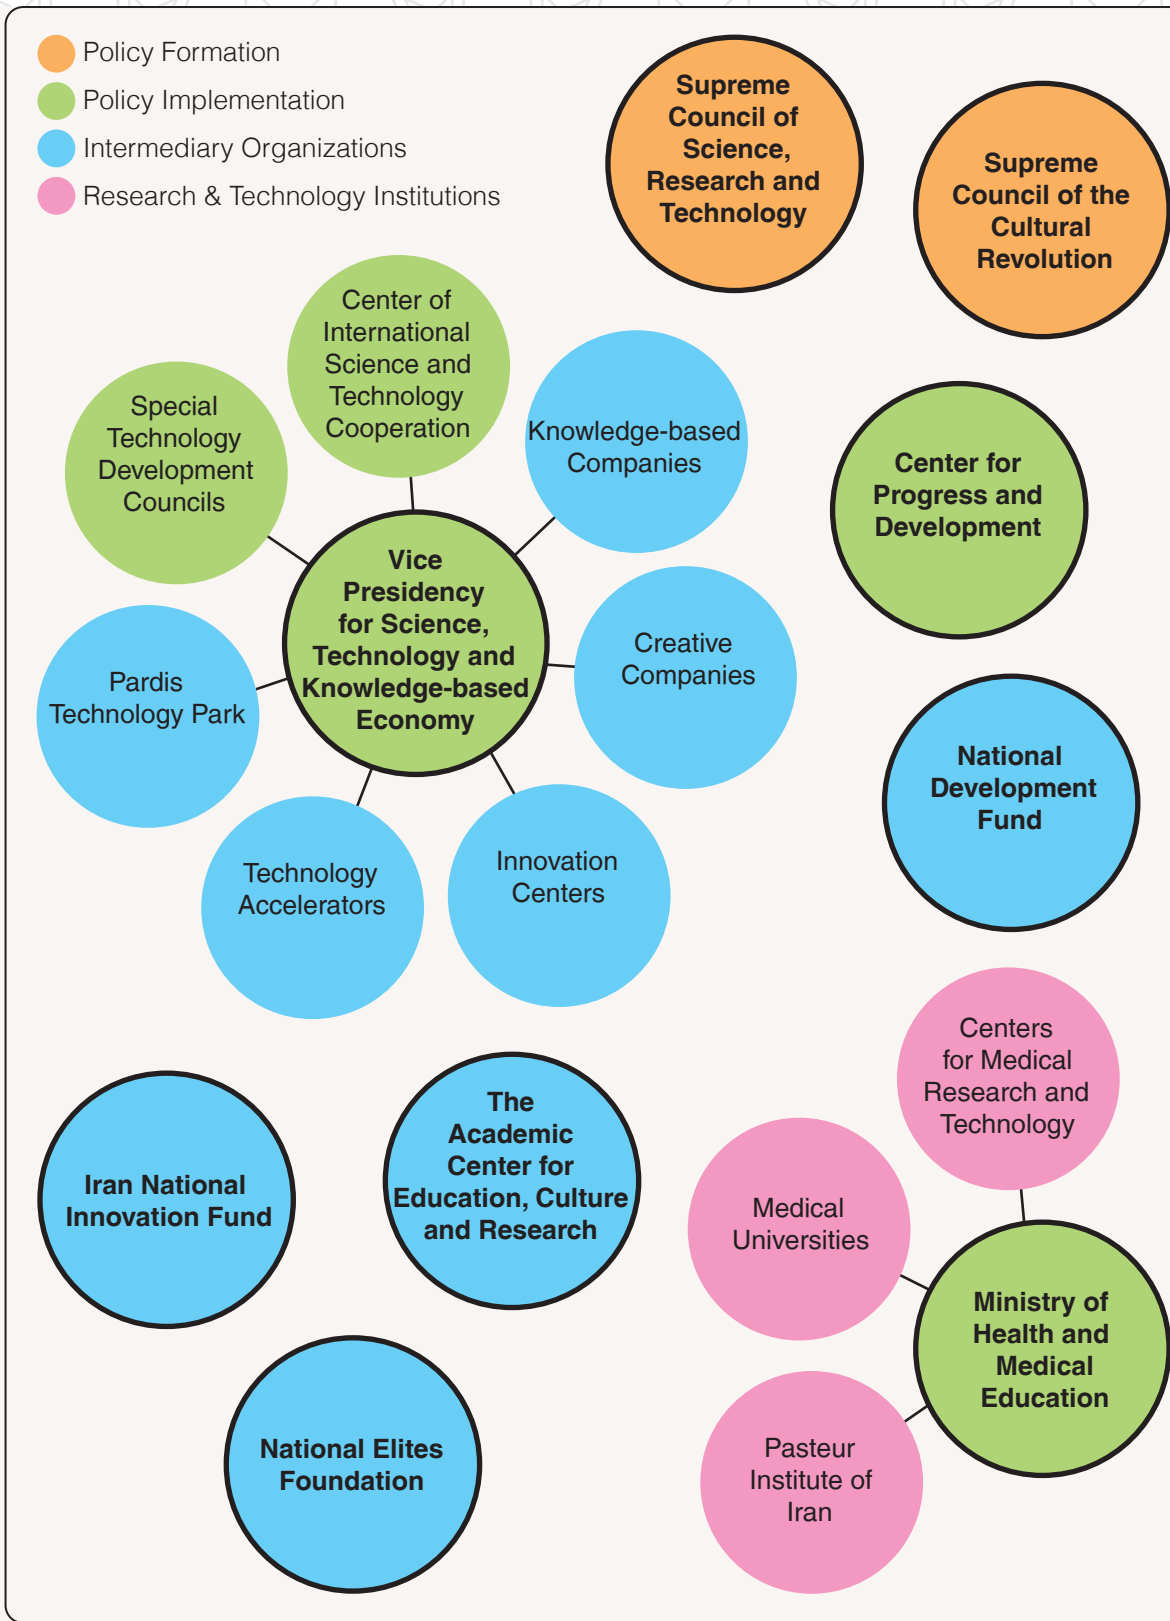 Policy Formation
Policy Implementation
Intermediary Organizations
Research & Technology Institutions
Supreme
Council of
Science,
Research and
Technology
Supreme
Council of the
Cultural
Revolution
Center of
International
Science and
Technology
Cooperation
Special
Technology
Development
Councils
Knowledge-based
Companies
Center for
Progress and
Development
Vice
Presidency
for Science,
Technology and
Knowledge-based
Economy
Creative
Companies
Pardis
Technology Park
National
Development
Fund
Technology
Accelerators
Innovation
Centers
Centers
for Medical
Research and
Technology
The
Academic
Center for
Education, Culture
and Research
Iran National
Innovation Fund
Medical
Universities
Ministry of
Health and
Medical
Education
National Elites
Foundation
Pasteur
Institute of
Iran